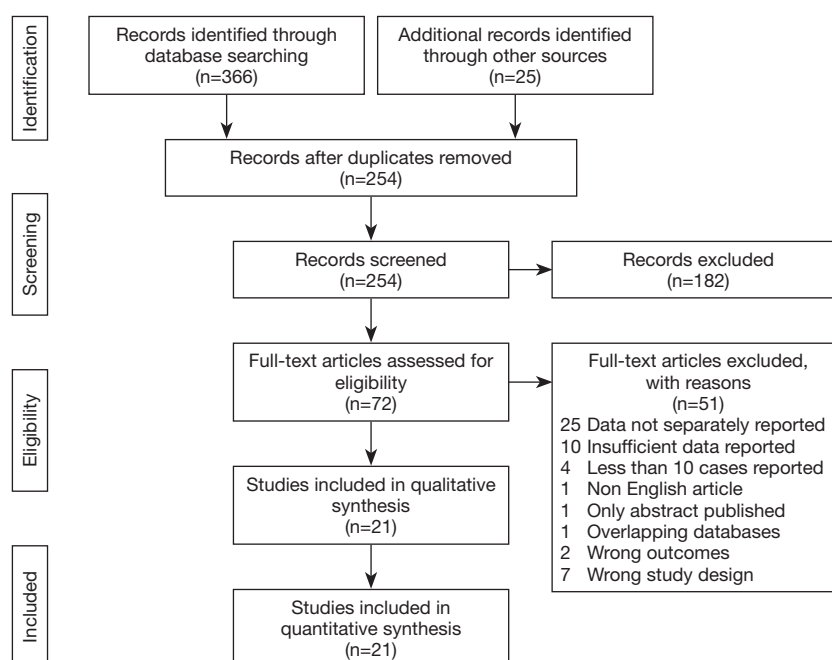 Identification
Records identified through
database searching
(n=366)
Additional records identified
through other sources
(n=25)
Records after duplicates removed
(n=254)
Screening
Records screened
(n=254)
Records excluded
(n=182)
Eligibility
Full-text articles assessed for
eligibility
(n=72)
Full-text articles excluded,
with reasons
(n=51)
25 Data not separately reported
10 Insufficient data reported
4 Less than 10 cases reported
1 Non English article
1 Only abstract published
1 Overlapping databases
2 Wrong outcomes
7 Wrong study design
Studies included in qualitative
synthesis
(n=21)
Included
Studies included in
quantitative synthesis
(n=21)